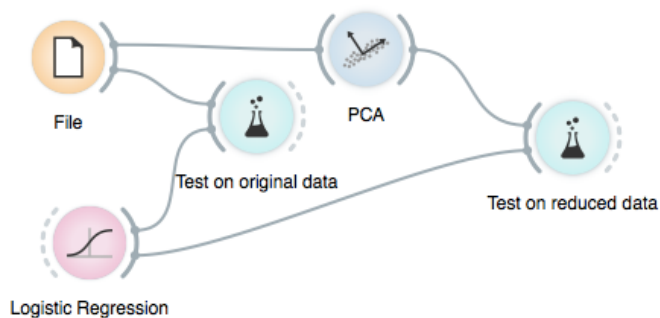 File
PCA
Test on original data
Test on reduced data
Logistic Regression